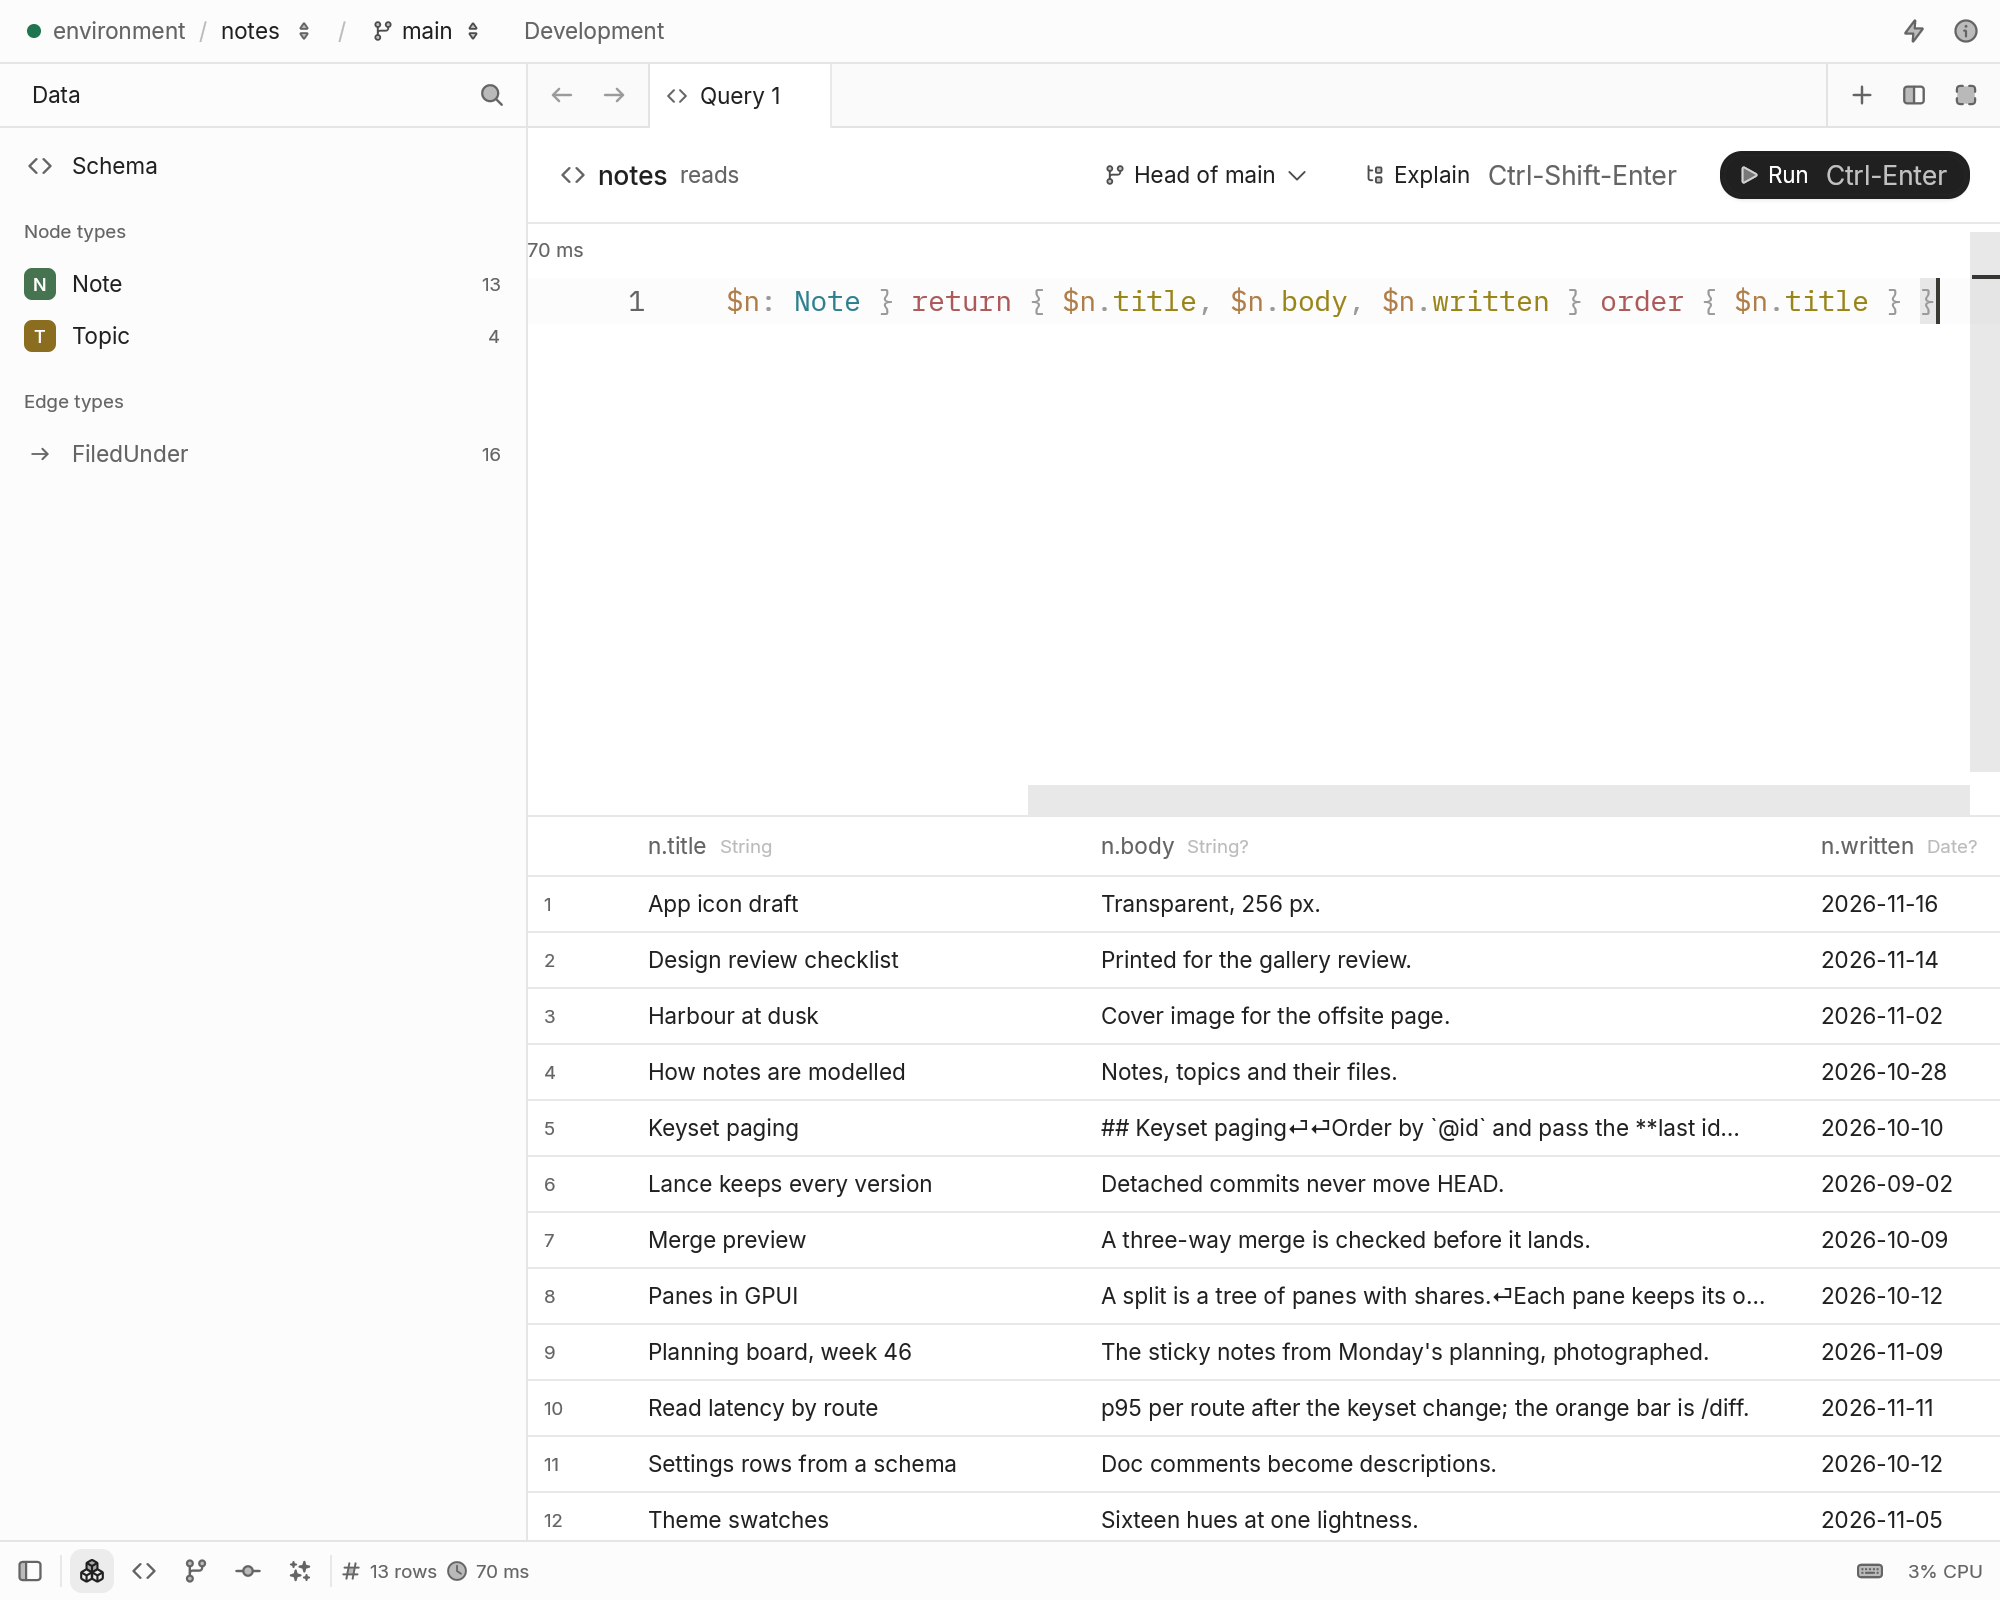 environment / notes / main Development
Data
Query 1
Schema
notes reads Head of main Explain Ctrl-Shift-Enter Run Ctrl-Enter
Node types
70 ms
N Note 13
1 $n: Note } return { $n.title, $n.body, $n.written } order { $n.title } }
T Topic 4
Edge types
FiledUnder 16
n.title String n.body String? n.written Date?
1 App icon draft Transparent, 256 px. 2026-11-16
2 Design review checklist Printed for the gallery review. 2026-11-14
3 Harbour at dusk Cover image for the offsite page. 2026-11-02
4 How notes are modelled Notes, topics and their files. 2026-10-28
5 Keyset paging ## Keyset paging⏎⏎Order by `@id` and pass the **last id... 2026-10-10
6 Lance keeps every version Detached commits never move HEAD. 2026-09-02
7 Merge preview A three-way merge is checked before it lands. 2026-10-09
8 Panes in GPUI A split is a tree of panes with shares.⏎Each pane keeps its o... 2026-10-12
9 Planning board, week 46 The sticky notes from Monday's planning, photographed. 2026-11-09
10 Read latency by route p95 per route after the keyset change; the orange bar is /diff. 2026-11-11
11 Settings rows from a schema Doc comments become descriptions. 2026-10-12
12 Theme swatches Sixteen hues at one lightness. 2026-11-05
13 rows 70 ms 3% CPU